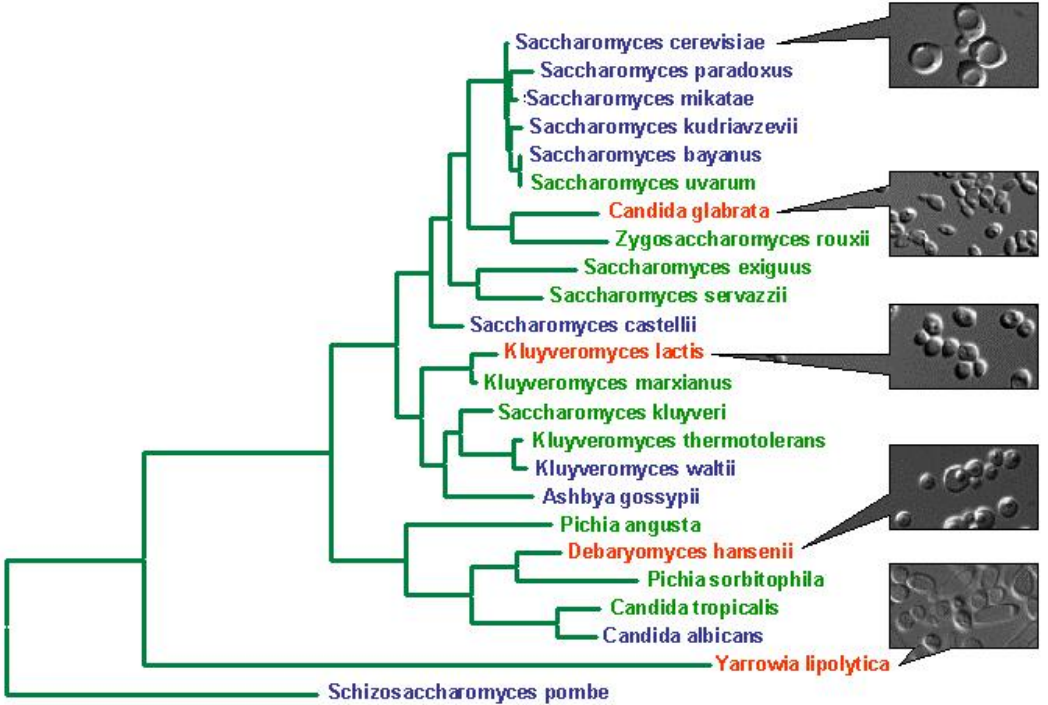 Saccharomyces cerevisiae
Saccharomyces paradoxus
Saccharomyces mikatae
Saccharomyces kudriavzevii
Saccharomyces bayanus
Saccharomyces uvarum
Candida glabrata
Zygosaccharomyces rouxii
Saccharomyces exiguus
Saccharomyces servazzii
Saccharomyces castellii
Kluyveromyces lactis
Kluyveromyces marxianus
Saccharomyces kluyveri
Kluyveromyces thermotolerans
Kluyveromyces waltii
Ashbya gossypii
Pichia angusta
Debaryomyces hansenii
Pichia sorbitophila
Candida tropicalis
Candida albicans
Yarrowia lipolytica
Schizosaccharomyces pombe